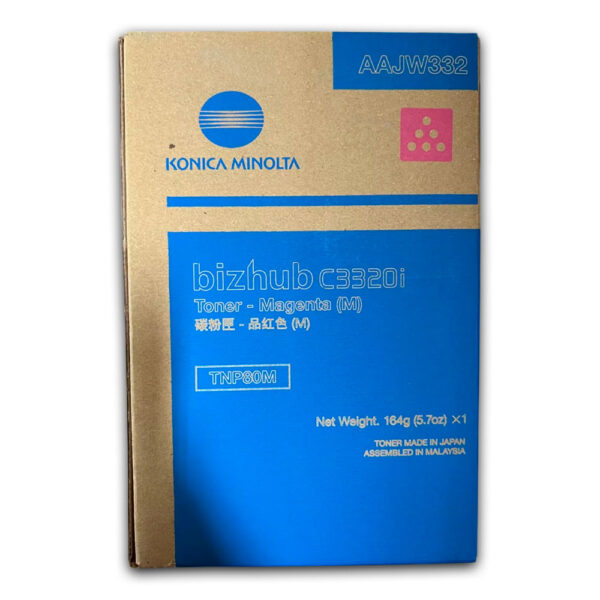 AAJW332
KONICA MINOLTA
bizhub C3320i
Toner - Magenta (M)
碳粉匣 - 品红色 (M)
TNP80M
Net Weight. 164g (5.7oz) ×1
TONER MADE IN JAPAN
ASSEMBLED IN MALAYSIA